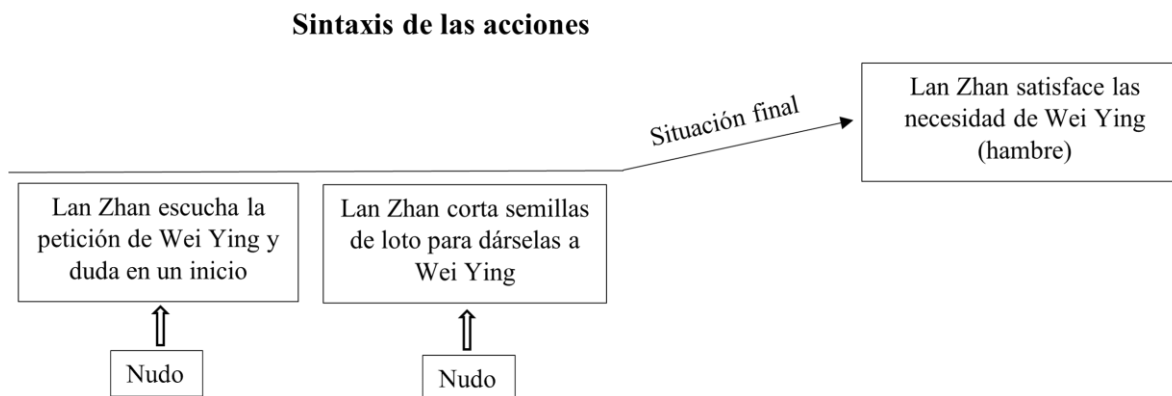 Sintaxis de las acciones
Situación final
Lan Zhan satisface las
necesidad de Wei Ying
(hambre)
Lan Zhan escucha la
petición de Wei Ying y
duda en un inicio
Lan Zhan corta semillas
de loto para dárselas a
Wei Ying
Nudo
Nudo